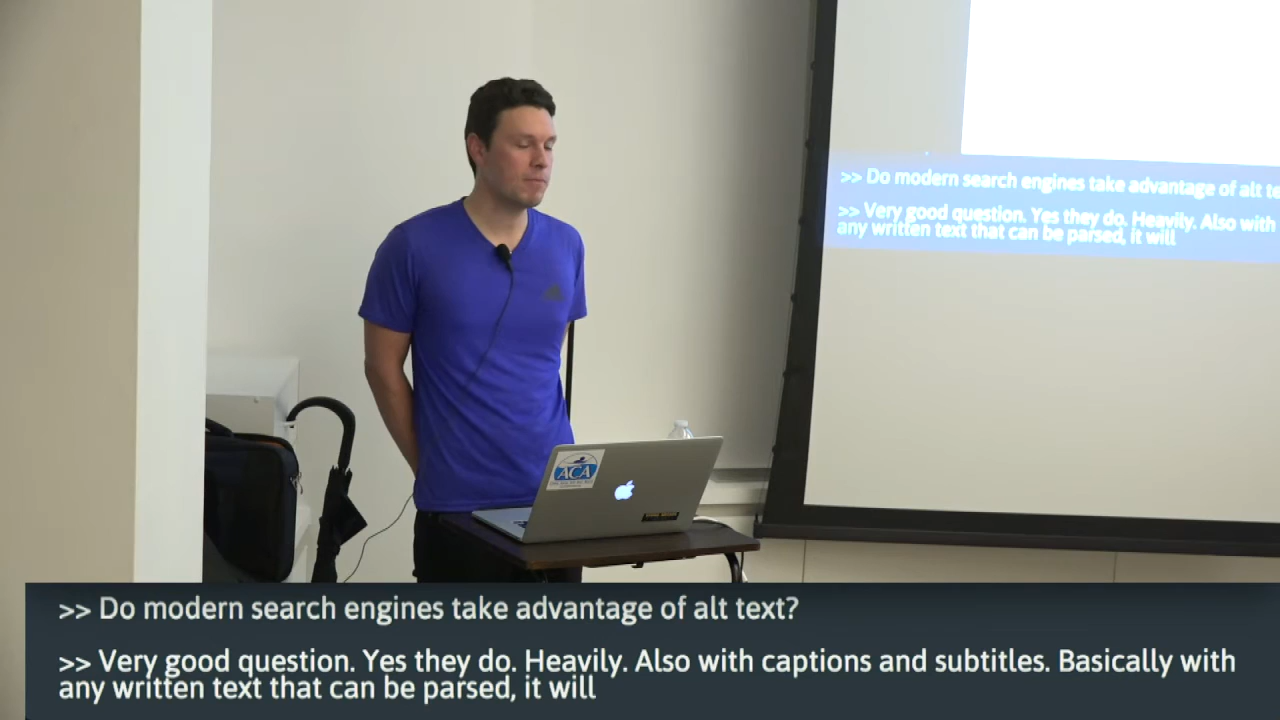 >> Do modern search engines take advantage of alt te
>> Very good question. Yes they do. Heavily. Also with
any written text that can be parsed, it will
ACA
>> Do modern search engines take advantage of alt text?
>> Very good question. Yes they do. Heavily. Also with captions and subtitles. Basically with
any written text that can be parsed, it will